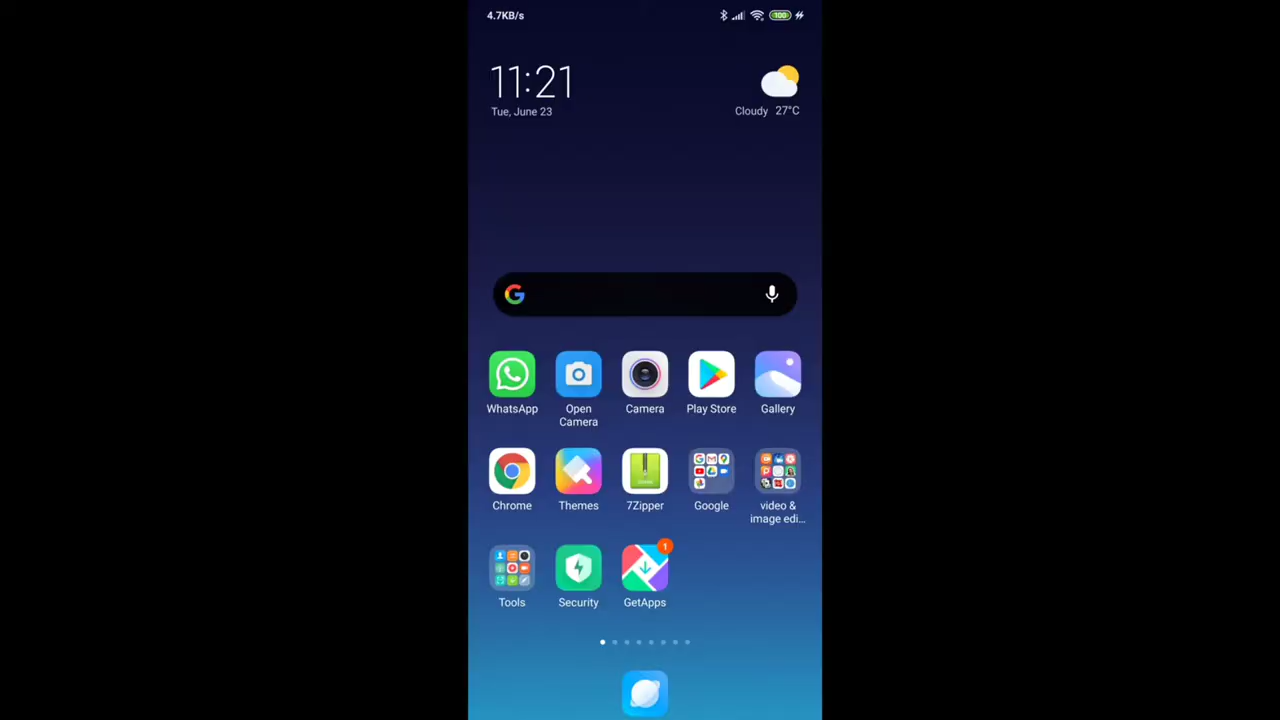 4.7KB/s
100
11:21
Tue, June 23
Cloudy 27°C
WhatsApp
Open
Camera
Camera
Play Store
Gallery
Chrome
Themes
7Zipper
Google
video &
image edi...
1
Tools
Security
GetApps